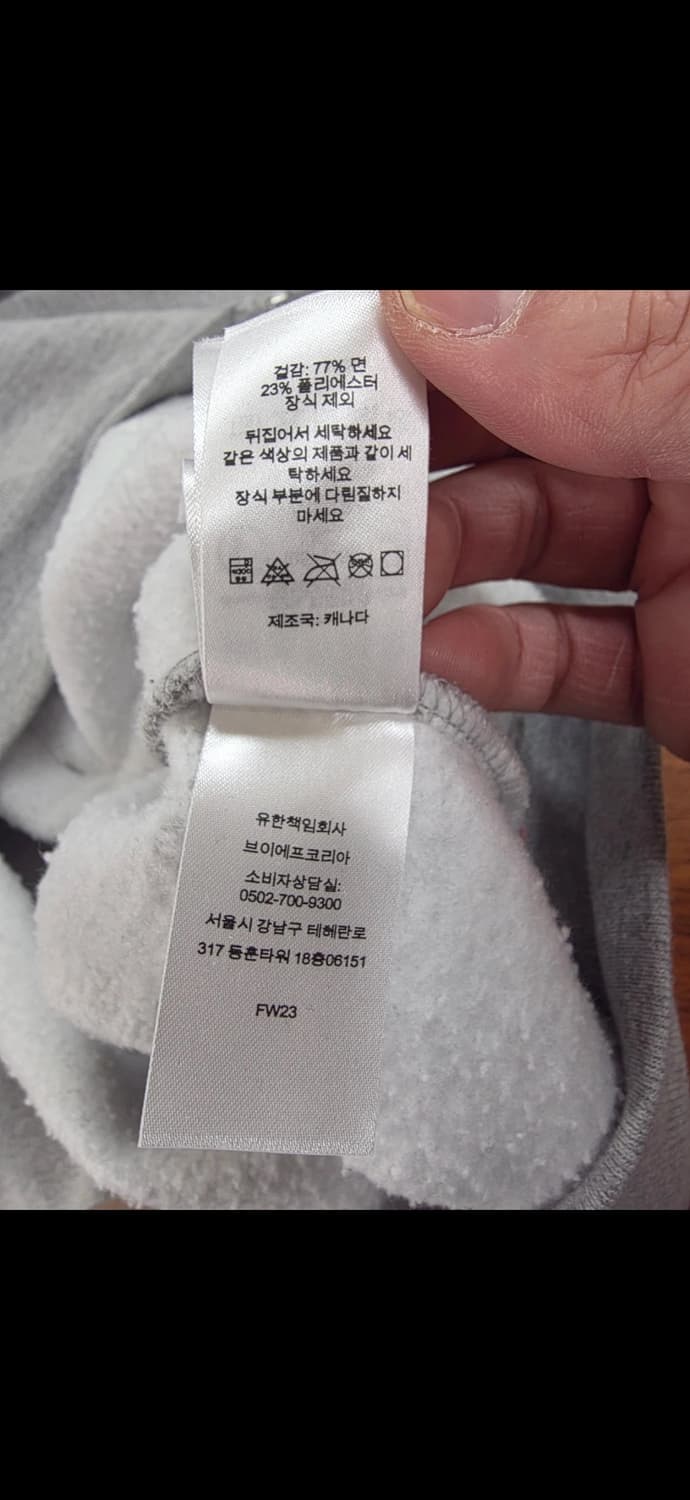 겉감: 77% 면
23% 폴리에스터
장식 제외
뒤집어서 세탁하세요
같은 색상의 제품과 같이 세
탁하세요
장식 부분에 다림질하지
마세요
제조국: 캐나다
유한책임회사
브이에프코리아
소비자상담실:
0502-700-9300
서울시 강남구 테헤란로
317 동훈타워 18층06151
FW23